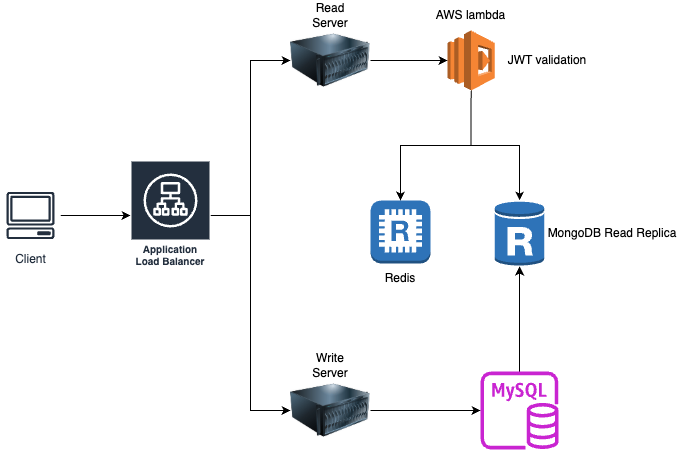 Read
Server
AWS lambda
JWT validation
Client
Application
Load Balancer
R
Redis
R
MongoDB Read Replica
Write
Server
MySQL